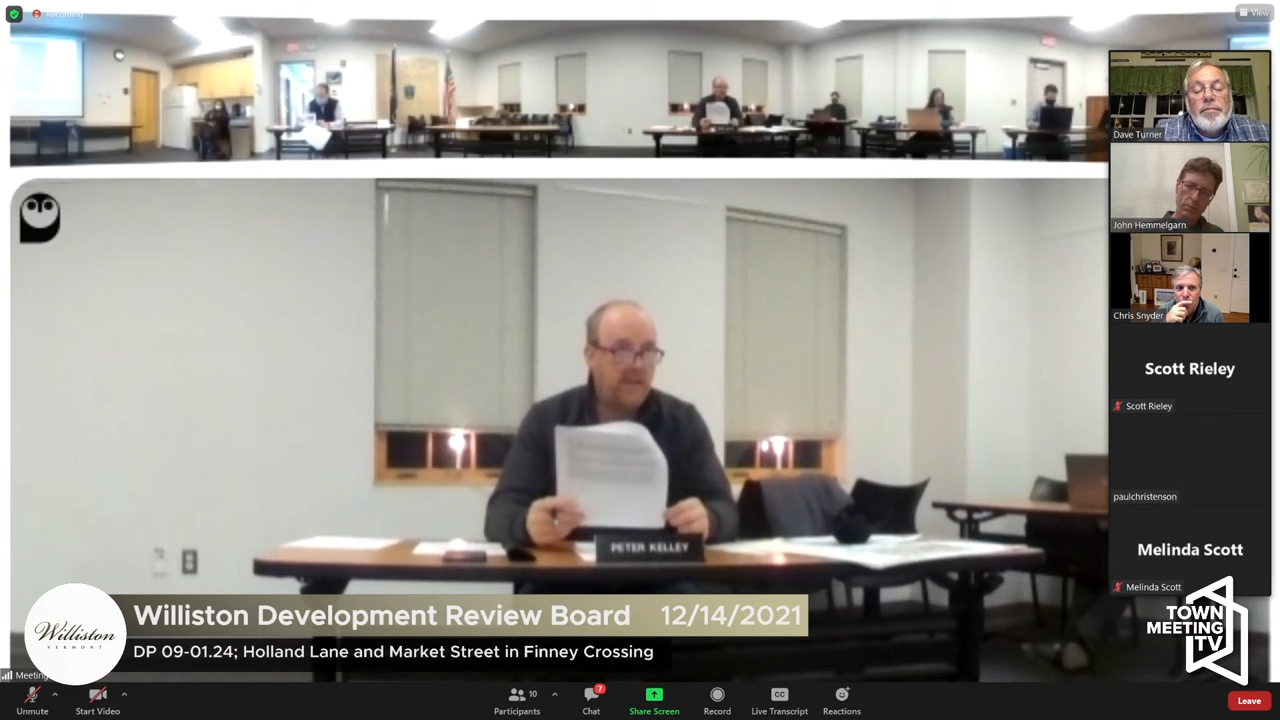 Recording
View
Dave Turner
John Hemmelgarn
Chris Snyder
Scott Rieley
Scott Rieley
paulchristenson
Melinda Scott
Melinda Scott
PETER KELLEY
Williston
VERMONT
Williston Development Review Board 12/14/2021
DP 09-01.24; Holland Lane and Market Street in Finney Crossing
TOWN
MEETING
TV
Meeting
Unmute
Start Video
Participants
10
Chat
7
Share Screen
Record
CC
Live Transcript
Reactions
Leave